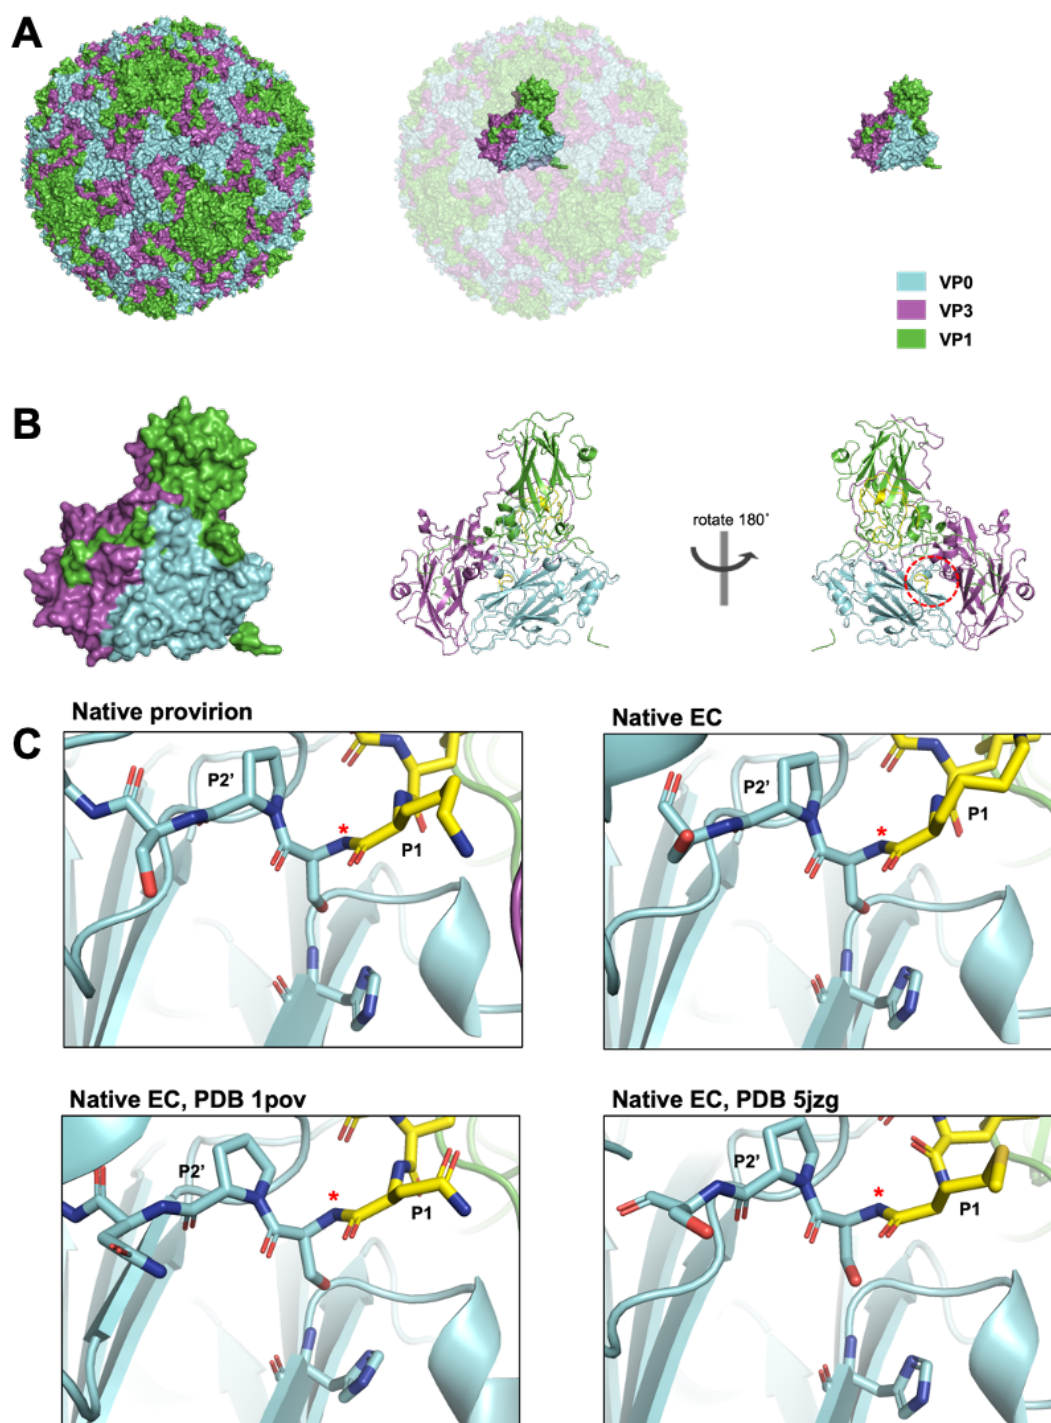 A
VP0
VP3
VP1
B
rotate 180˚
C
Native provirion
P2'
*
P1
Native EC
P2'
*
P1
Native EC, PDB 1pov
P2'
*
P1
Native EC, PDB 5jzg
P2'
*
P1